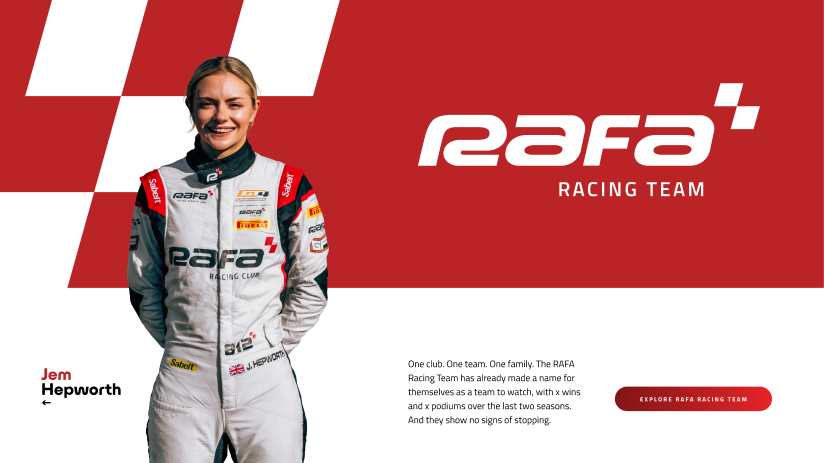 RAFA
RACING TEAM
R
Sabelt
Sabelt
RAFA
G4
RAFA
PIRELLI
RAFA
RACING CLUB
812
Sabelt
J. HEPWORTH
Jem
Hepworth
←
One club. One team. One family. The RAFA
Racing Team has already made a name for
themselves as a team to watch, with x wins
and x podiums over the last two seasons.
And they show no signs of stopping.
EXPLORE RAFA RACING TEAM